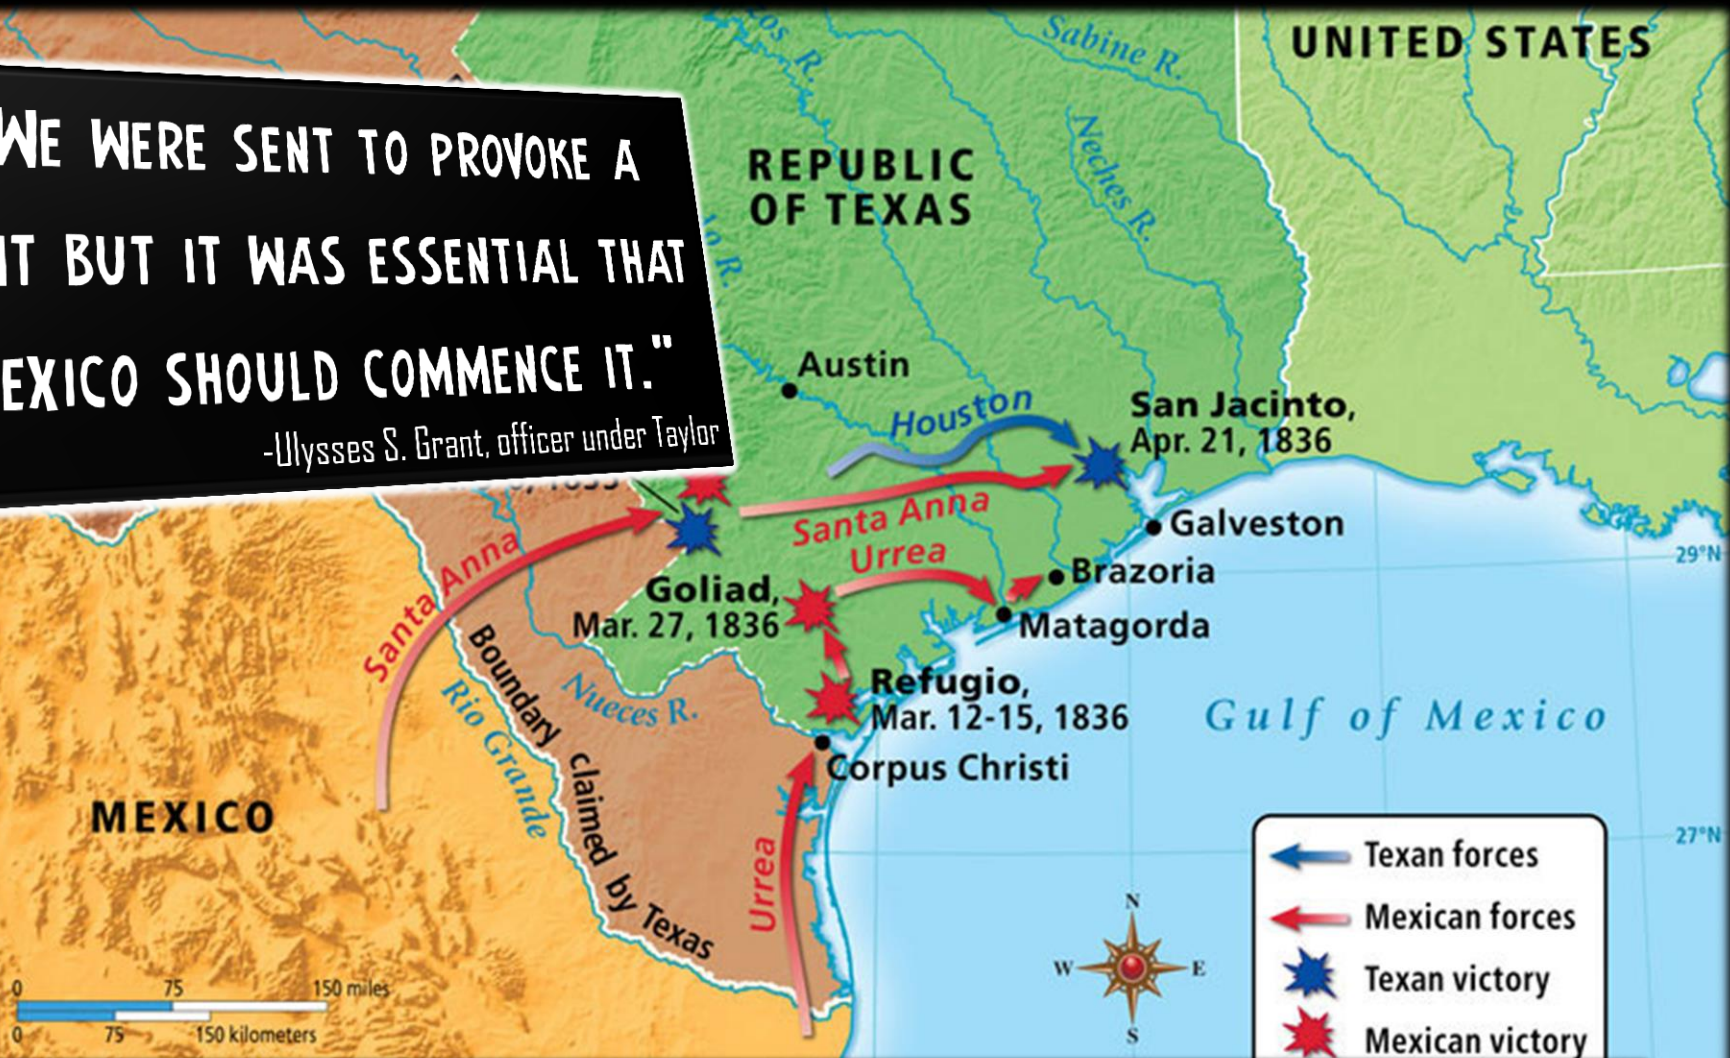 UNITED STATES
Sabine R.
os R.
Neches R.
WE WERE SENT TO PROVOKE A
IT BUT IT WAS ESSENTIAL THAT
EXICO SHOULD COMMENCE IT."
-Ulysses S. Grant, officer under Taylor
REPUBLIC
OF TEXAS
o R.
Austin
Houston
San Jacinto,
Apr. 21, 1836
Santa Anna
Galveston
29°N
Urrea
Brazoria
Santa Anna
Goliad,
Mar. 27, 1836
Matagorda
Boundary claimed by Texas
Rio Grande
Nueces R.
Refugio,
Mar. 12-15, 1836
Gulf of Mexico
Corpus Christi
MEXICO
Urrea
27°N
Texan forces
Mexican forces
Texan victory
Mexican victory
N
W E
S
0 75 150 miles
0 75 150 kilometers